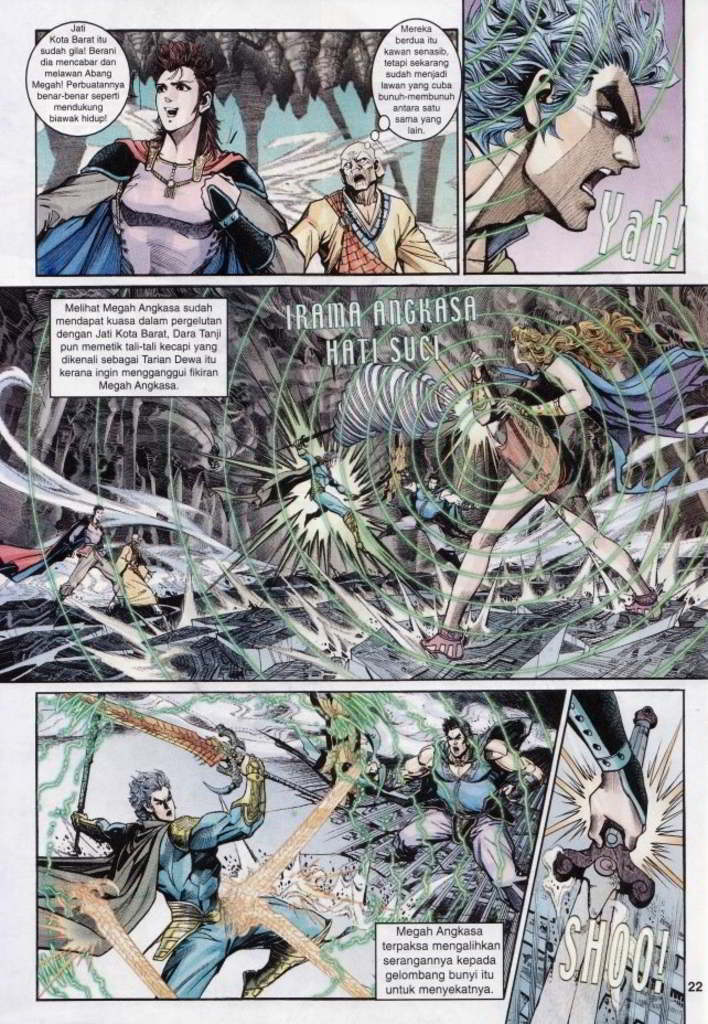 Jati
Kota Barat itu
sudah gila! Berani
dia mencabar dan
melawan Abang
Megah! Perbuatannya
benar-benar seperti
mendukung
biawak hidup!
Mereka
berdua itu
kawan senasib,
tetapi sekarang
sudah menjadi
lawan yang cuba
bunuh-membunuh
antara satu
sama yang
lain.
Yah!
Melihat Megah Angkasa sudah
mendapat kuasa dalam pergelutan
dengan Jati Kota Barat, Dara Tanji
pun memetik tali-tali kecapi yang
dikenali sebagai Tarian Dewa itu
kerana ingin mengganggui fikiran
Megah Angkasa.
IRAMA ANGKASA
HATI SUCI
Megah Angkasa
terpaksa mengalihkan
serangannya kepada
gelombang bunyi itu
untuk menyekatnya.
SHOO!
22